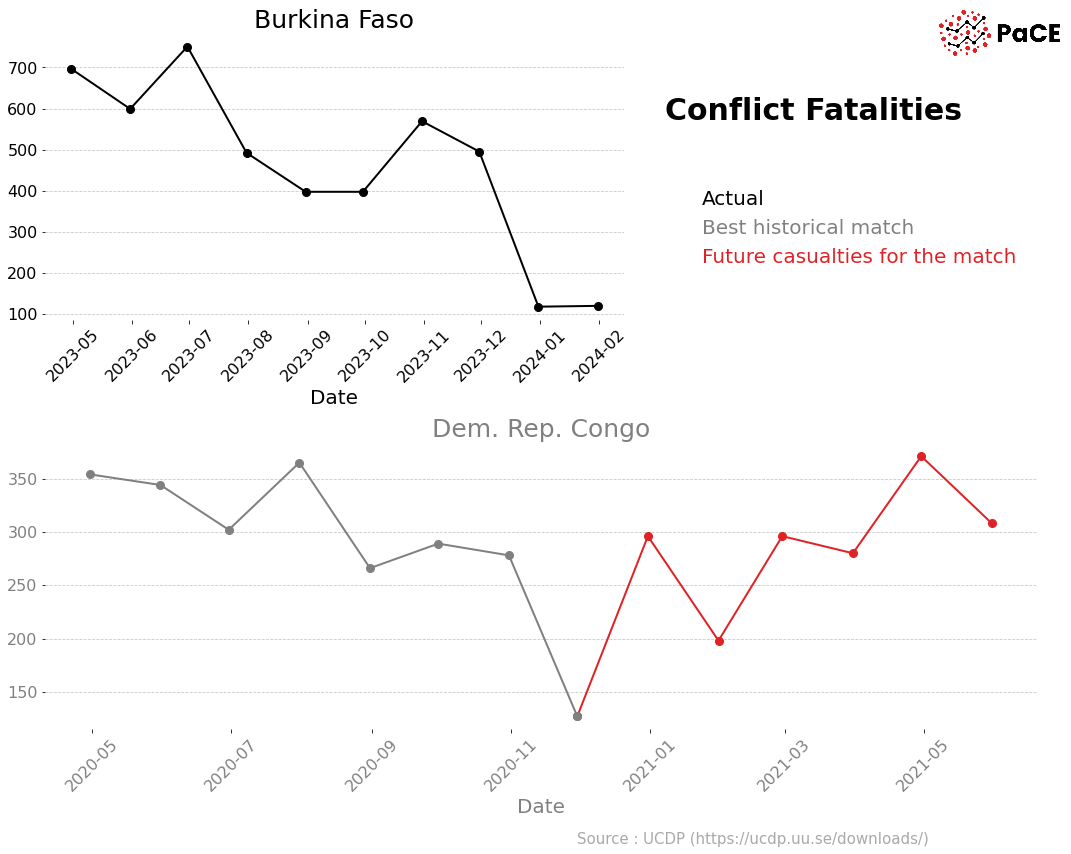 Burkina Faso
PaCE
Conflict Fatalities
Actual
Best historical match
Future casualties for the match
700
600
500
400
300
200
100
2023-05
2023-06
2023-07
2023-08
2023-09
2023-10
2023-11
2023-12
2024-01
2024-02
Date
Dem. Rep. Congo
350
300
250
200
150
2020-05
2020-07
2020-09
2020-11
2021-01
2021-03
2021-05
Date
Source : UCDP (https://ucdp.uu.se/downloads/)